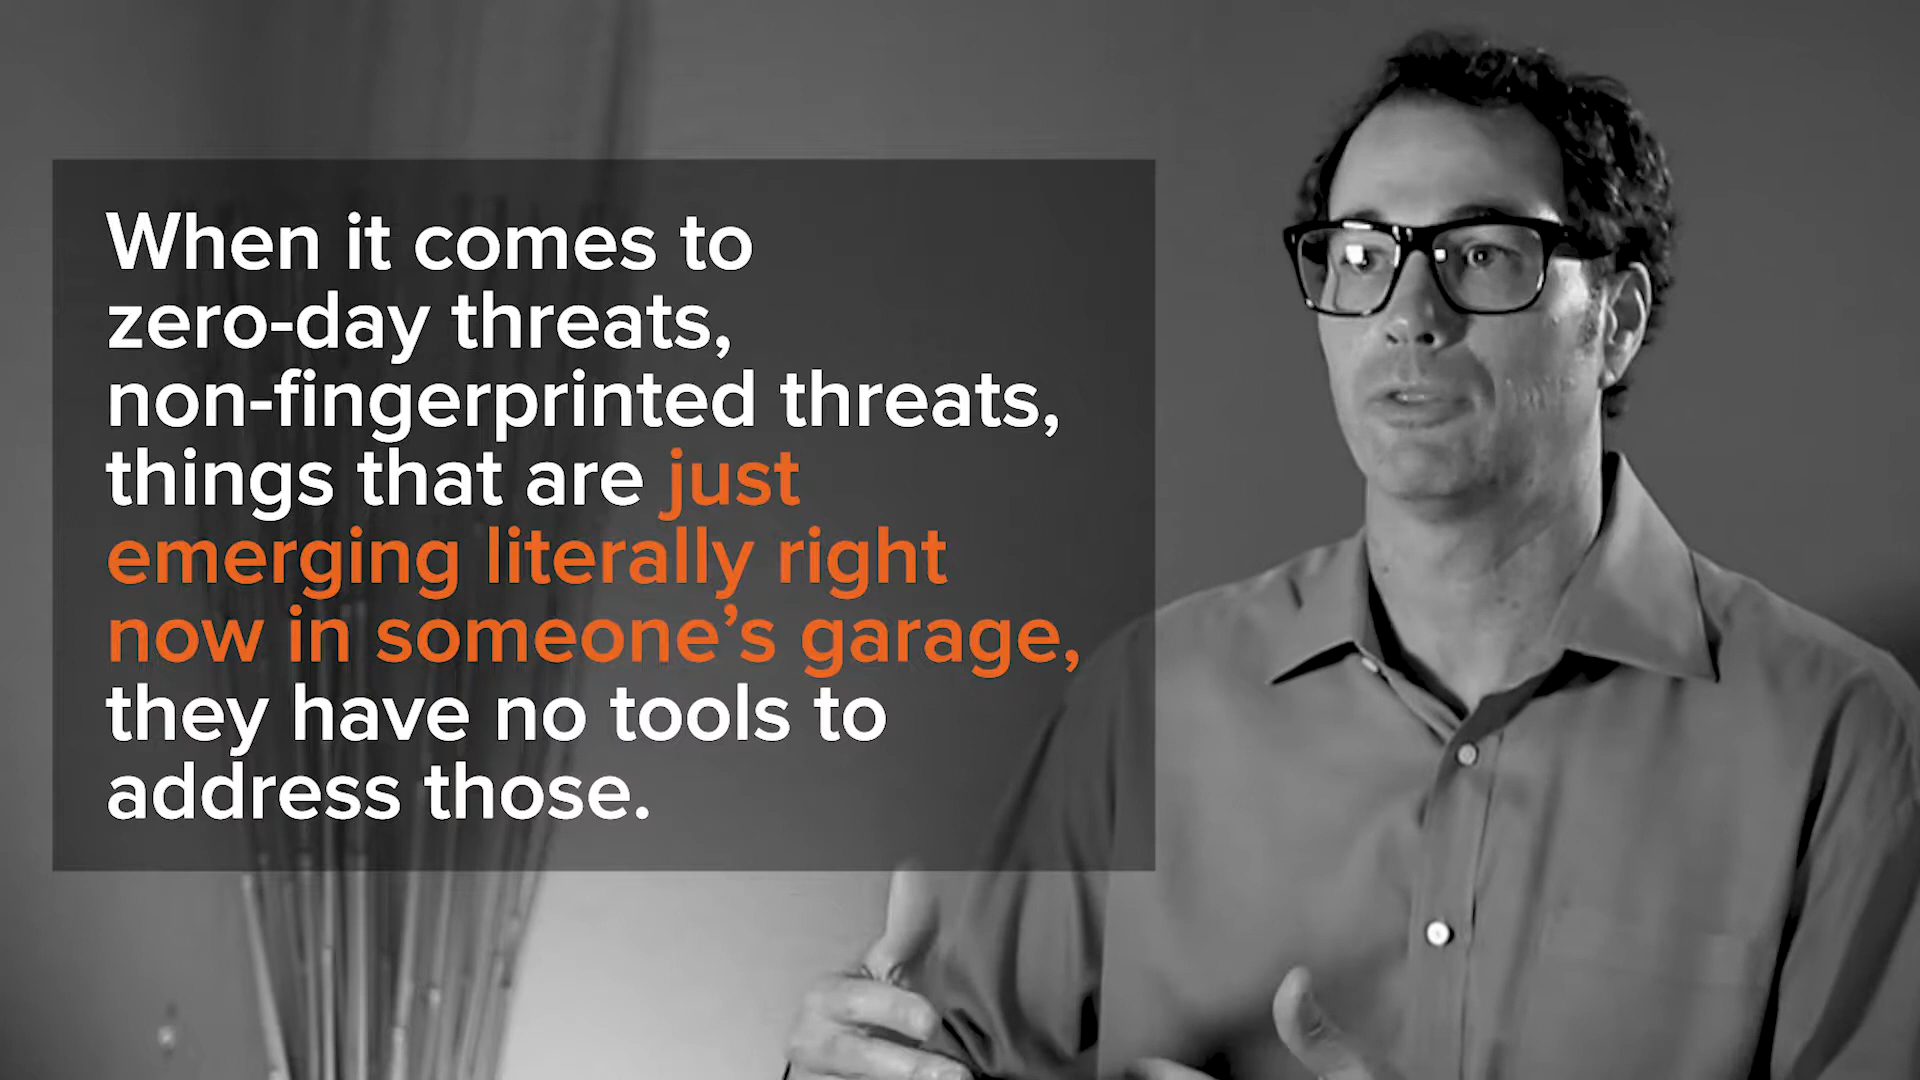 When it comes to
zero-day threats,
non-fingerprinted threats,
things that are just
emerging literally right
now in someone’s garage,
they have no tools to
address those.